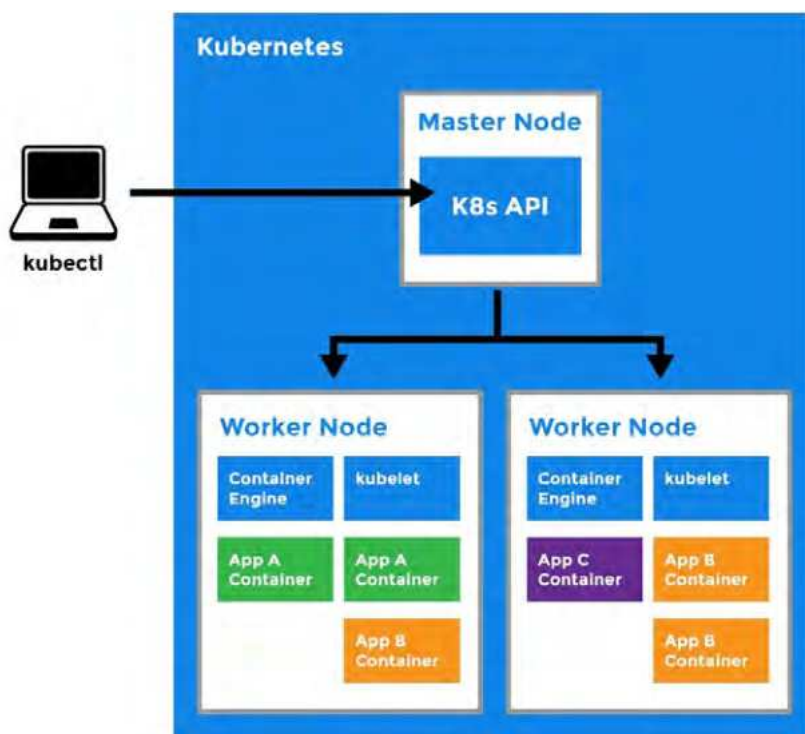 Kubernetes
Master Node
K8s API
kubectl
Worker Node
Container
Engine
kubelet
App A
Container
App A
Container
App B
Container
Worker Node
Container
Engine
kubelet
App C
Container
App B
Container
App B
Container